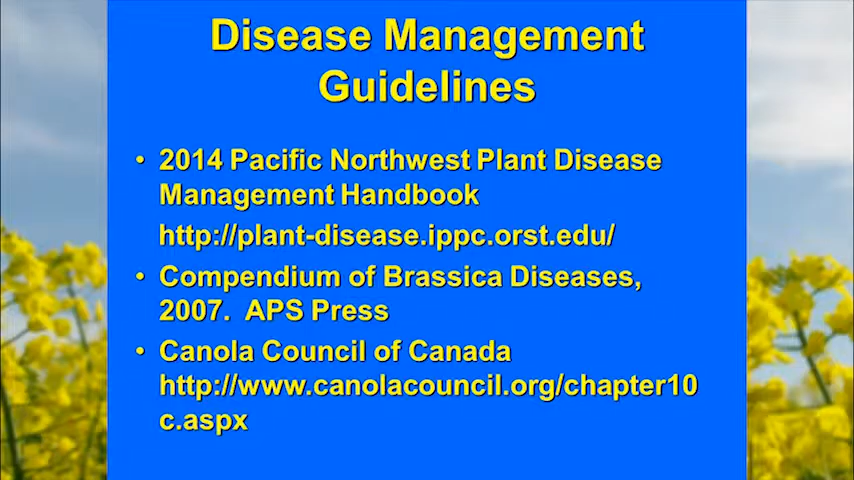 Disease Management
Guidelines
• 2014 Pacific Northwest Plant Disease
Management Handbook
http://plant-disease.ippc.orst.edu/
• Compendium of Brassica Diseases,
2007.  APS Press
• Canola Council of Canada
http://www.canolacouncil.org/chapter10
c.aspx